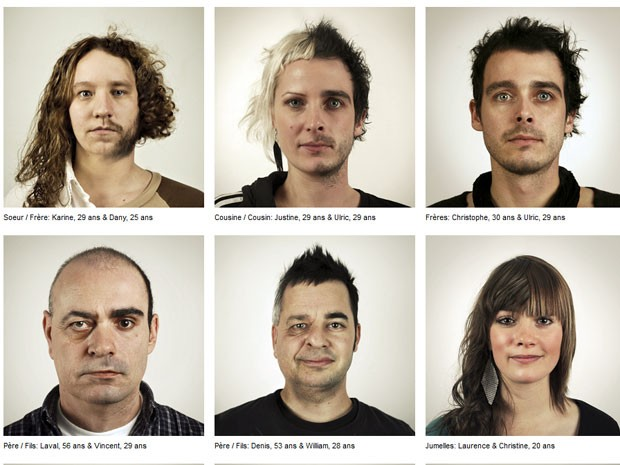 Soeur / Frère: Karine, 29 ans & Dany, 25 ans
Cousine / Cousin: Justine, 29 ans & Ulric, 29 ans
Frères: Christophe, 30 ans & Ulric, 29 ans
Père / Fils: Laval, 56 ans & Vincent, 29 ans
Père / Fils: Denis, 53 ans & William, 28 ans
Jumelles: Laurence & Christine, 20 ans